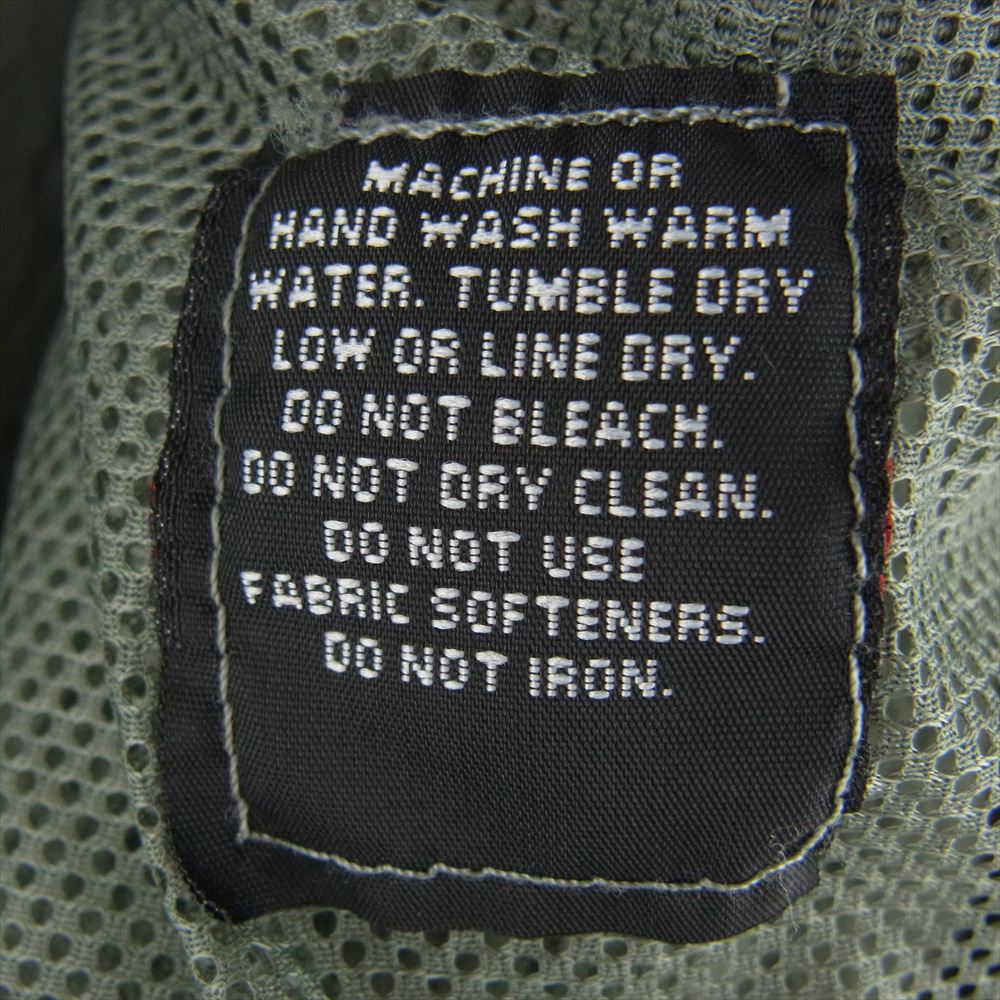 MACHINE OR
HAND WASH WARM
WATER. TUMBLE DRY
LOW OR LINE DRY.
DO NOT BLEACH.
DO NOT DRY CLEAN.
DO NOT USE
FABRIC SOFTENERS.
DO NOT IRON.